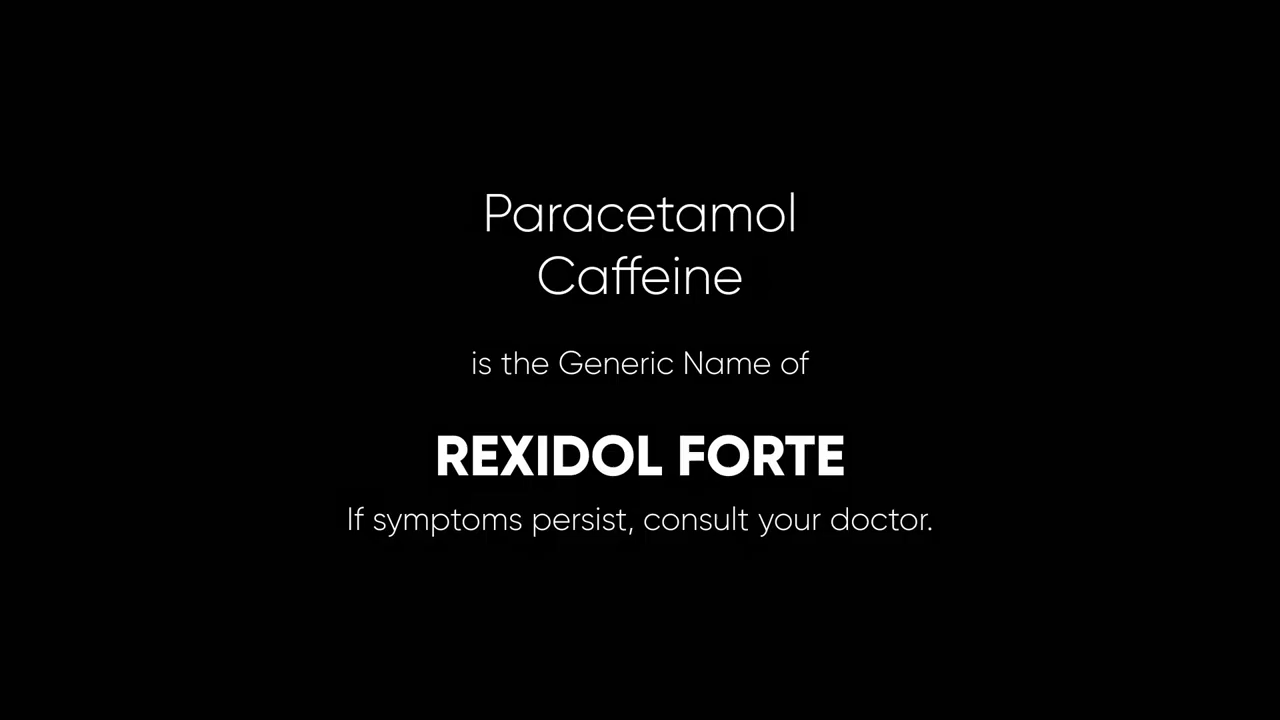 Paracetamol
Caffeine
is the Generic Name of
REXIDOL FORTE
If symptoms persist, consult your doctor.